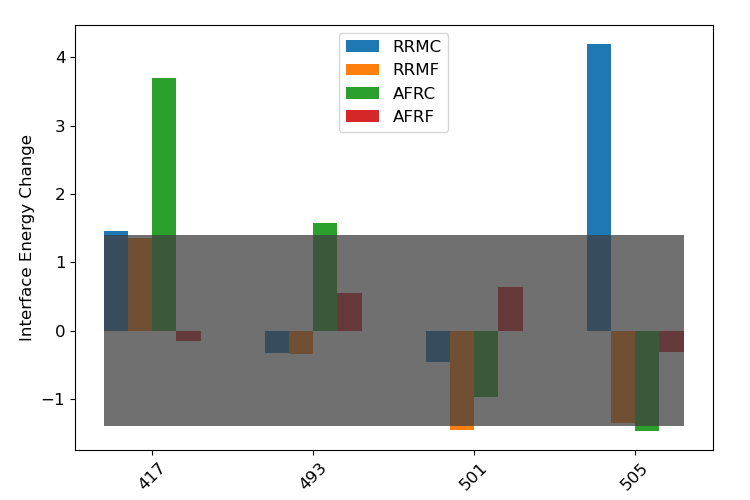 RRMC
RRMF
AFRC
AFRF
Interface Energy Change
4
3
2
1
0
−1
417
493
501
505